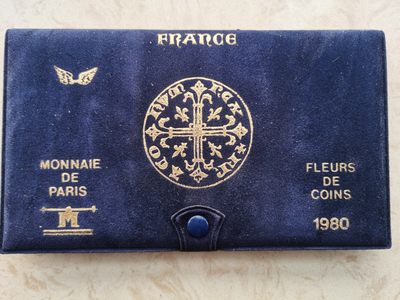 FRANCE
MONNAIE
DE
PARIS
M
FLEURS
DE
COINS
1980